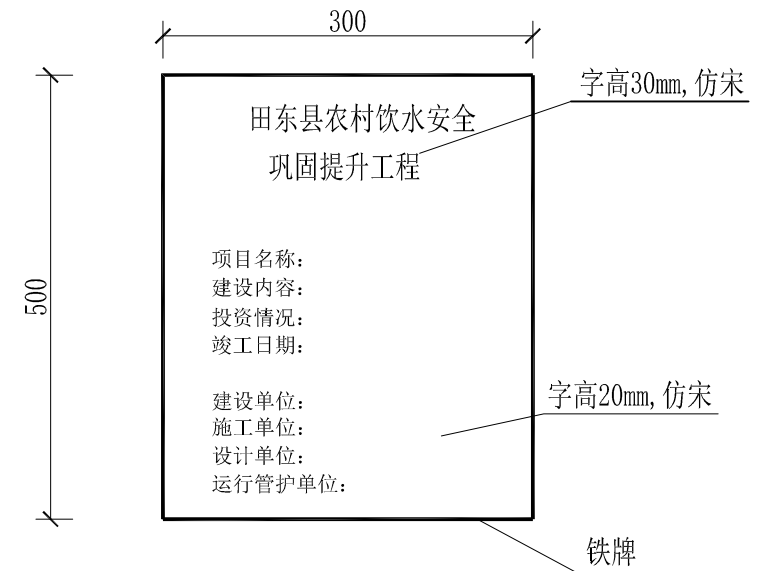 300
字高30mm,仿宋
田东县农村饮水安全
巩固提升工程
500
项目名称：
建设内容：
投资情况：
竣工日期：
建设单位：
字高20mm,仿宋
施工单位：
设计单位：
运行管护单位：
铁牌